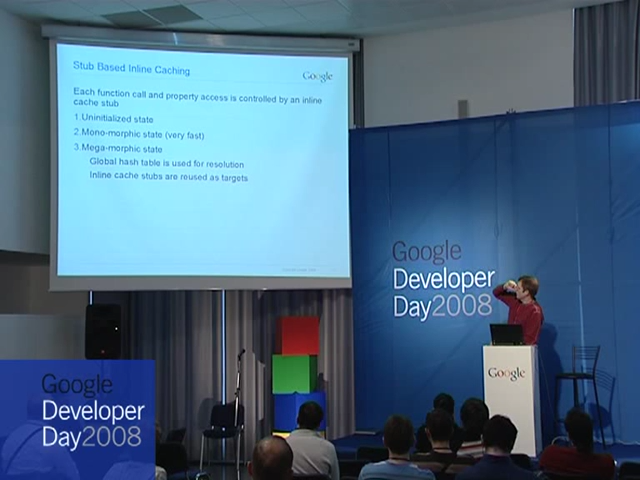 Stub Based Inline Caching
Google
Each function call and property access is controlled by an inline
cache stub
1.Uninitialized state
2.Mono-morphic state (very fast)
3.Mega-morphic state
Global hash table is used for resolution
Inline cache stubs are reused as targets
Google
Developer
Day2008
Google
Google
Developer
Day2008